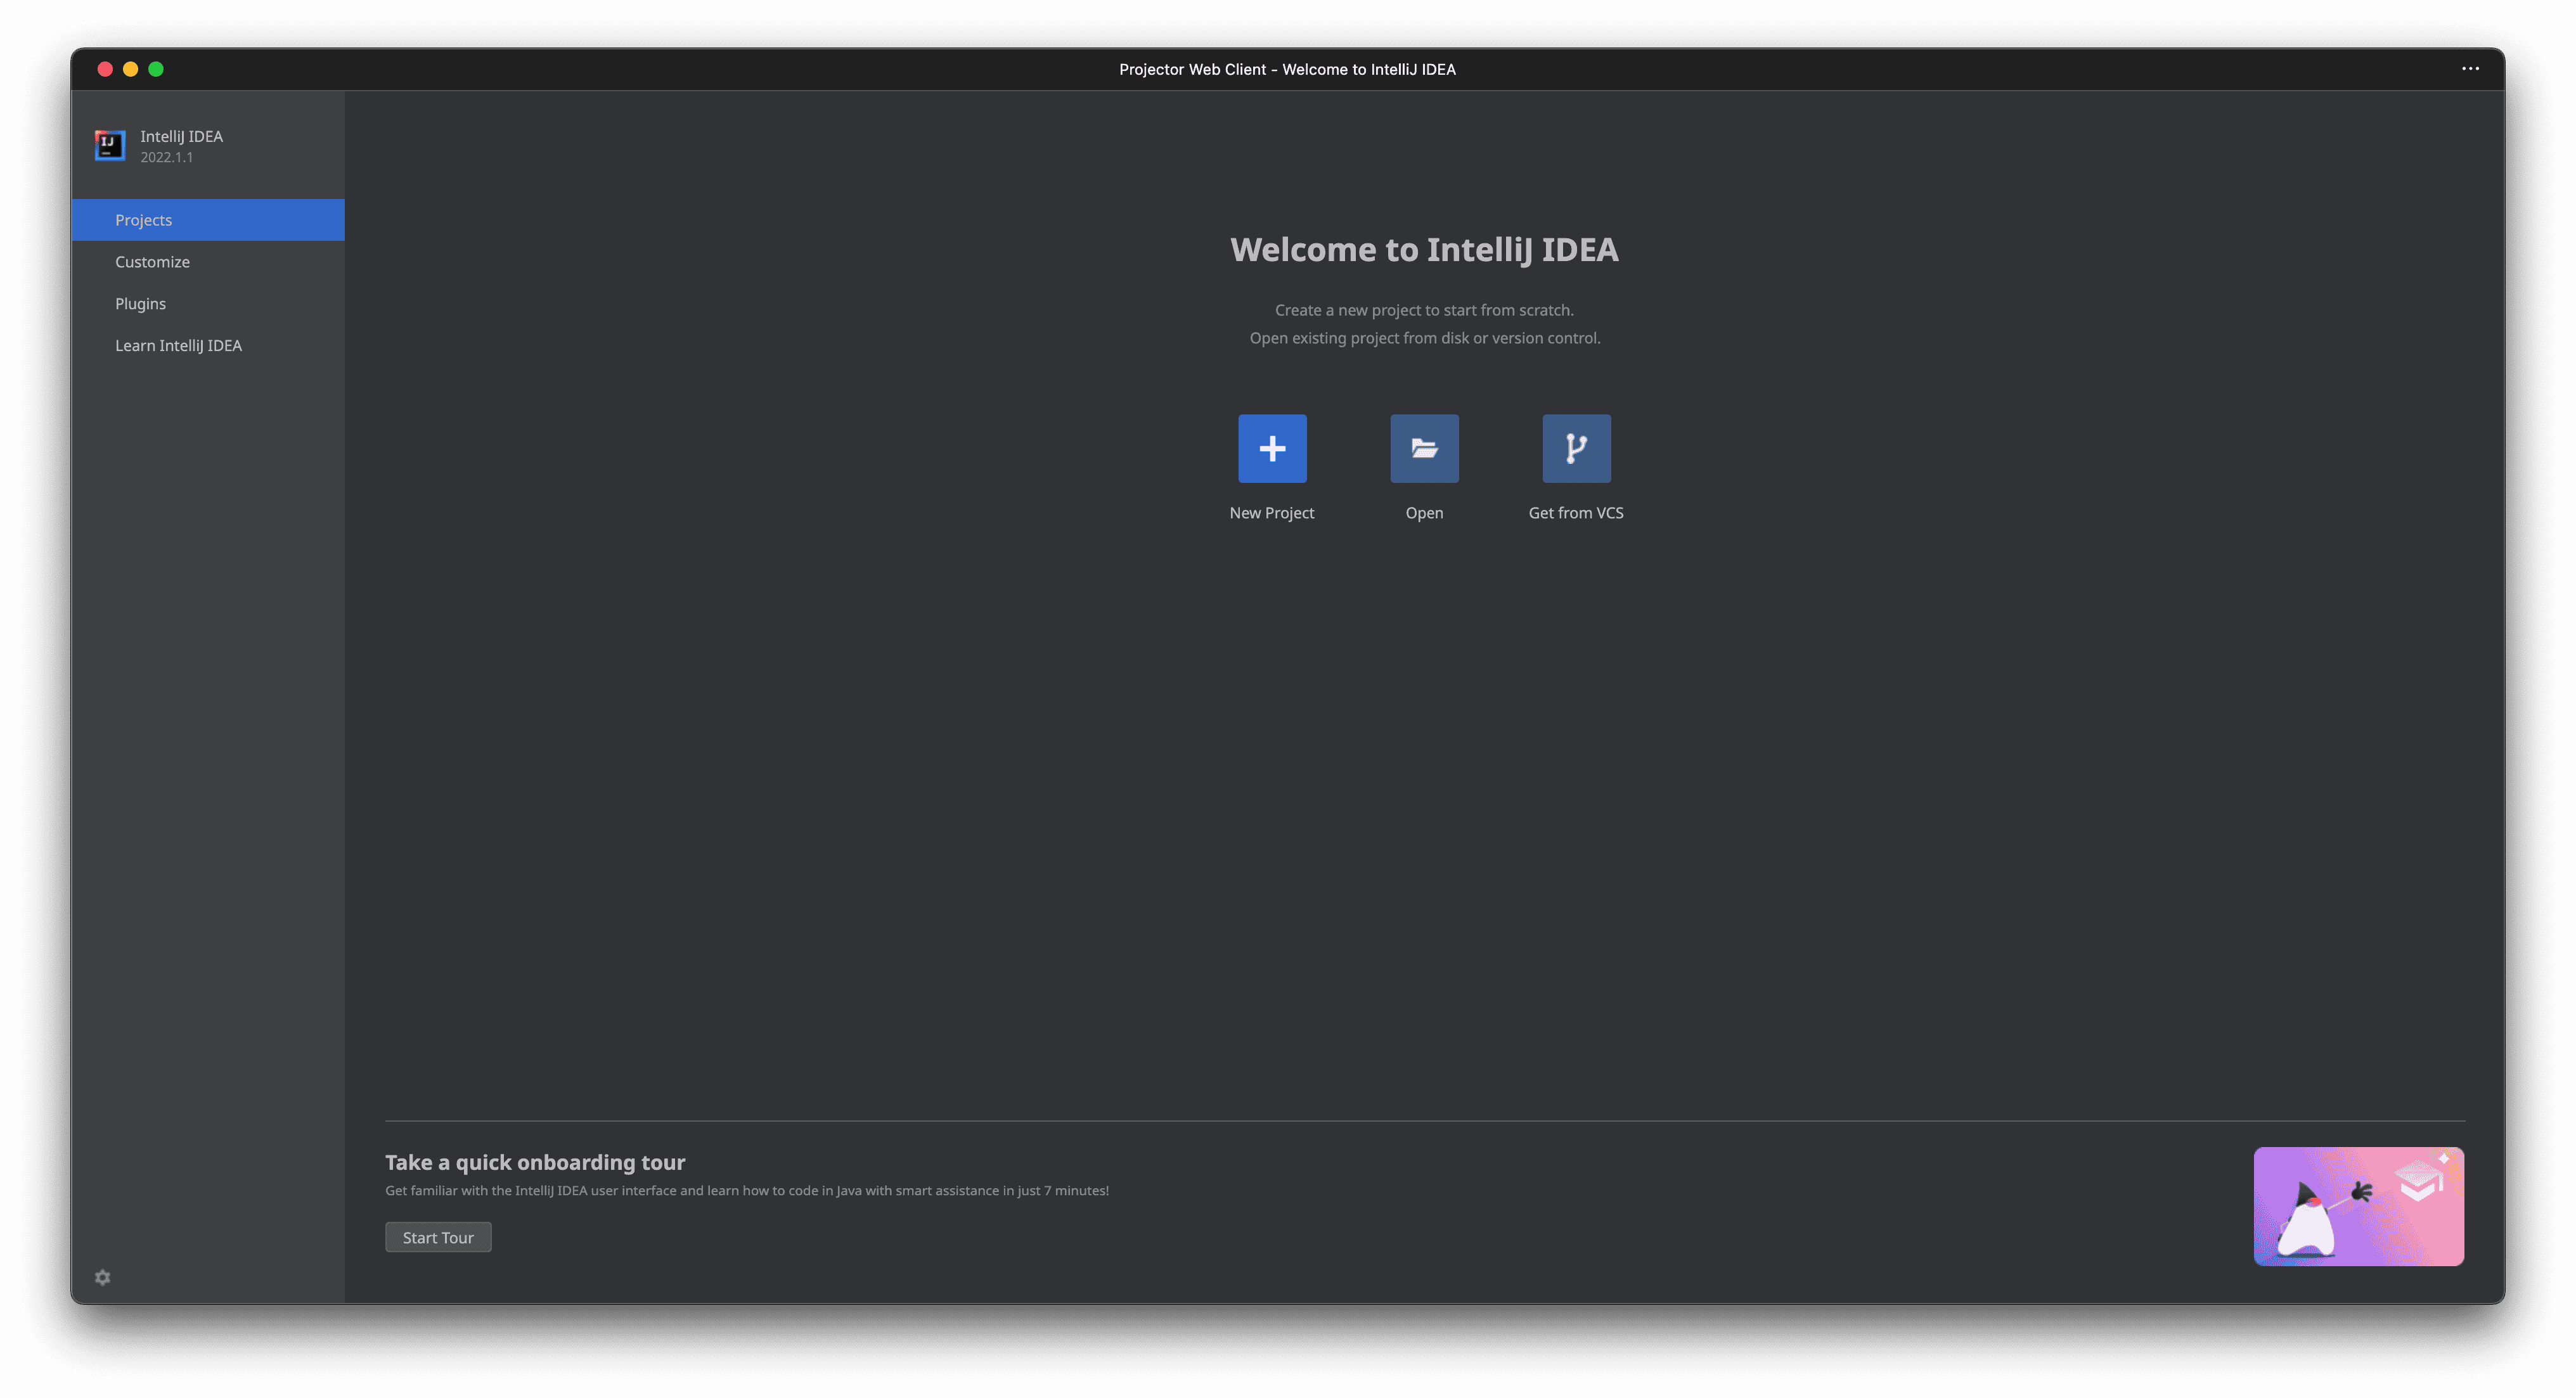 Projector Web Client - Welcome to IntelliJ IDEA
IJ
IntelliJ IDEA
2022.1.1
Projects
Customize
Plugins
Learn IntelliJ IDEA
Welcome to IntelliJ IDEA
Create a new project to start from scratch.
Open existing project from disk or version control.
New Project
Open
Get from VCS
Take a quick onboarding tour
Get familiar with the IntelliJ IDEA user interface and learn how to code in Java with smart assistance in just 7 minutes!
Start Tour